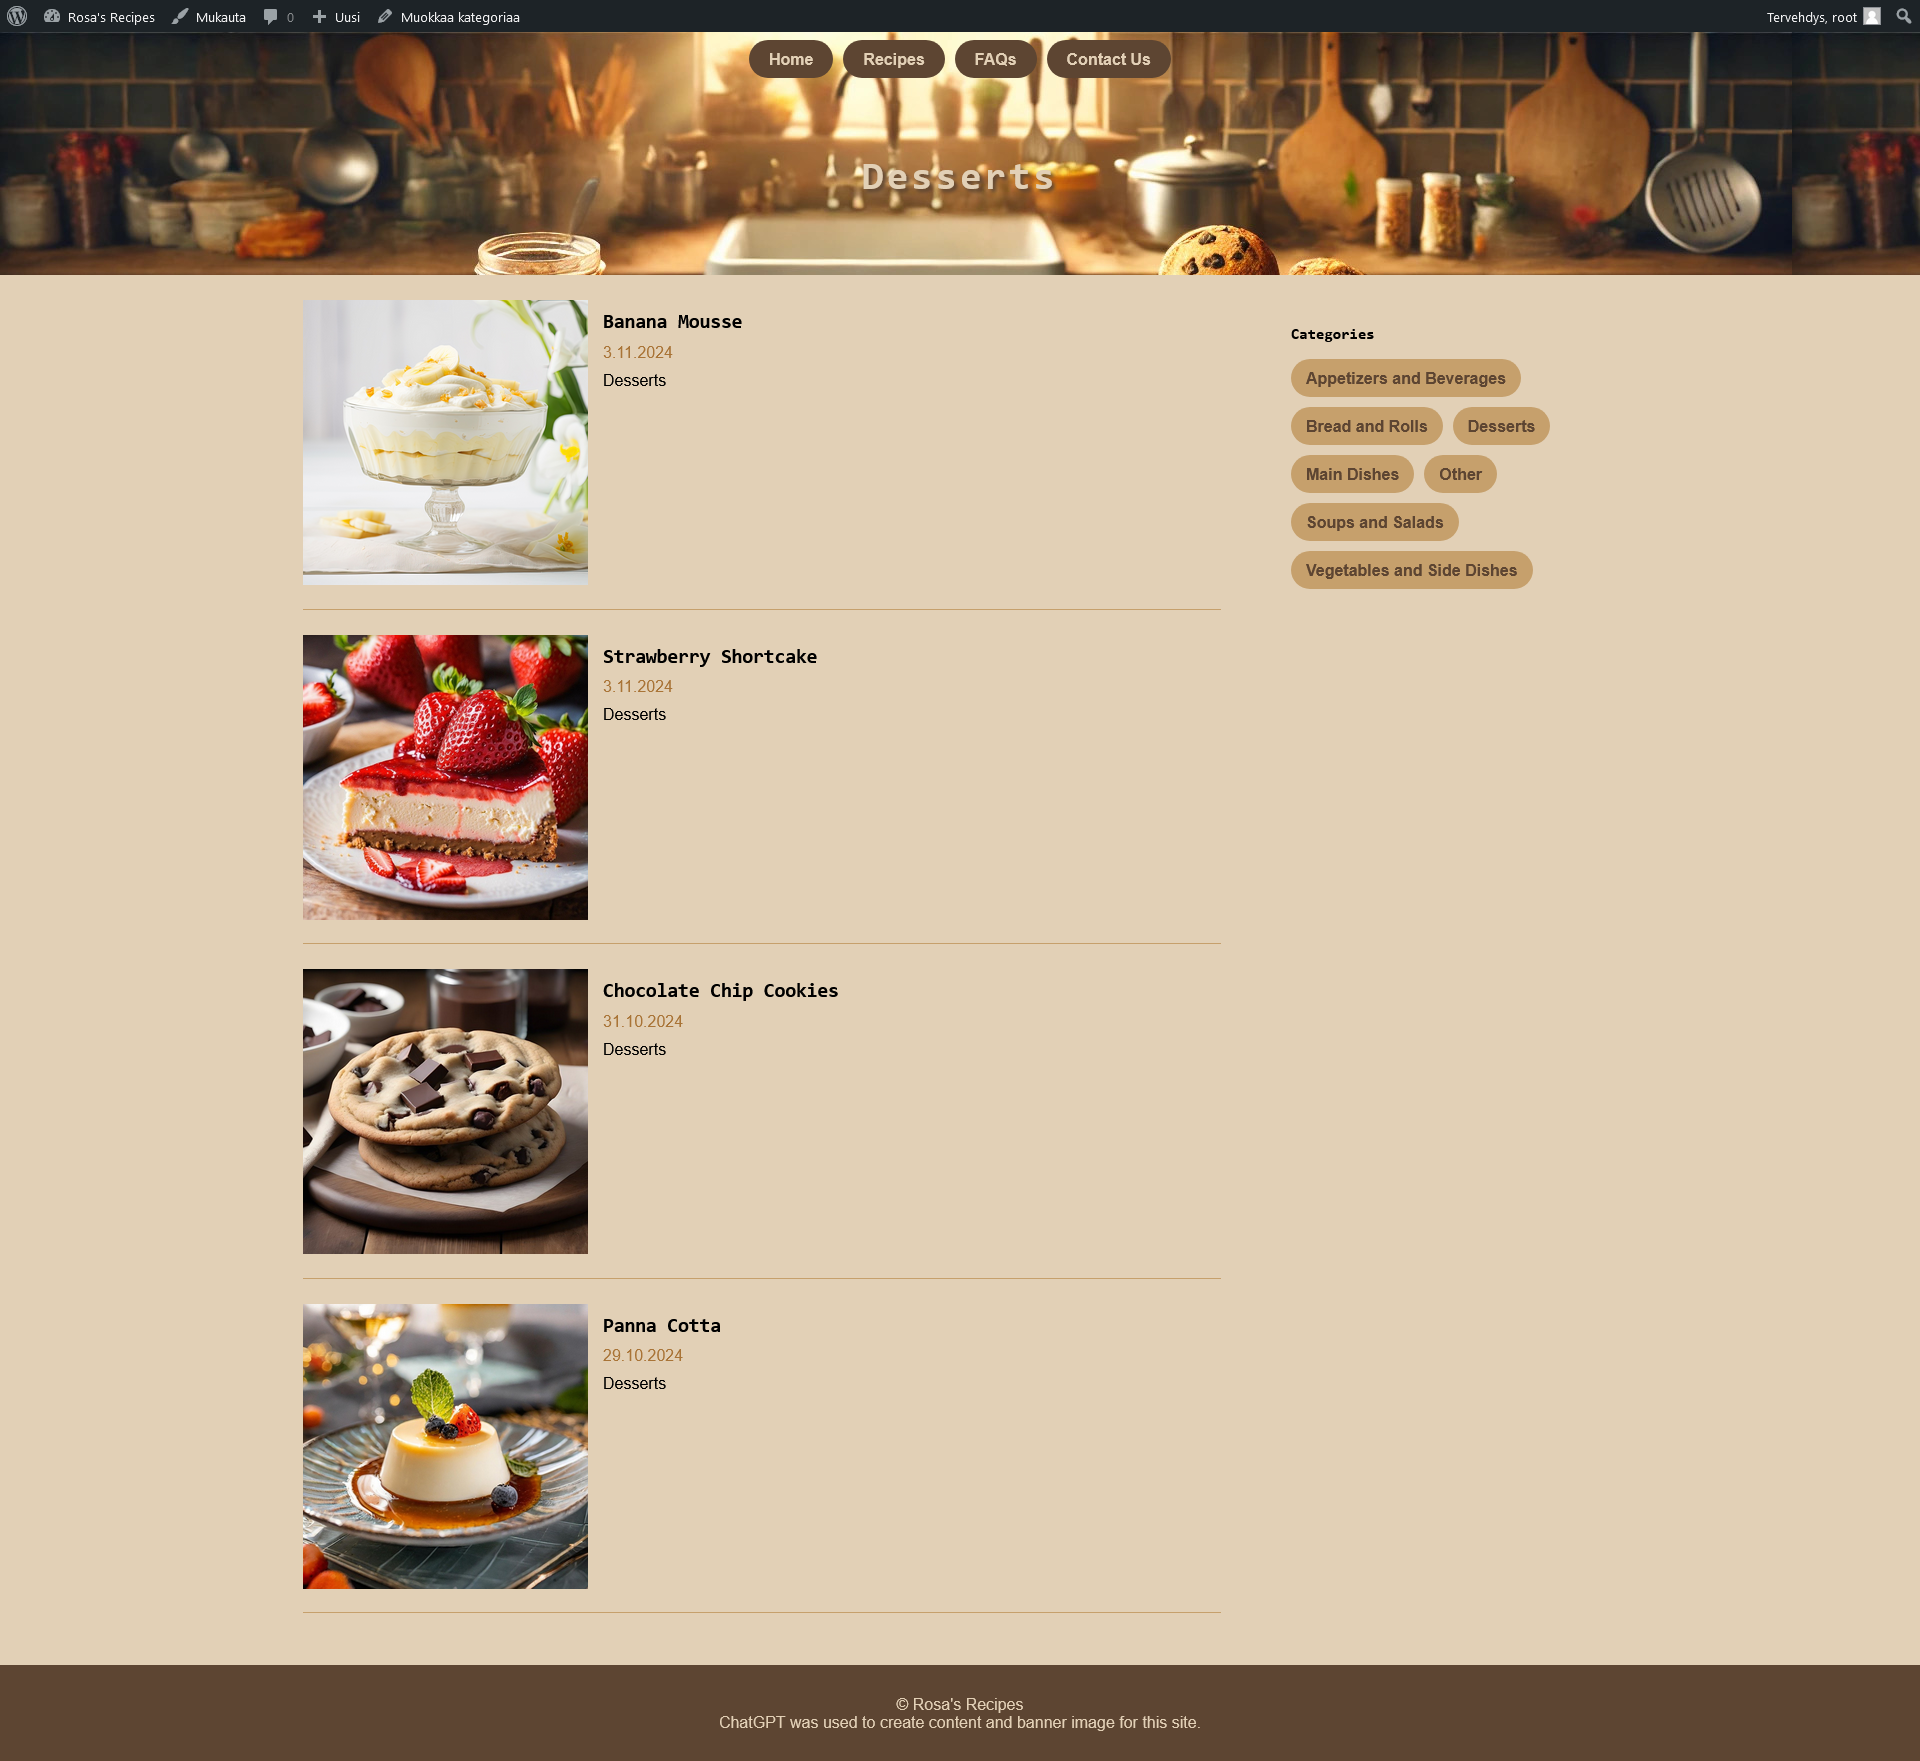 Rosa's Recipes Mukauta 0 Uusi Muokkaa kategoriaa Tervehdys, root
Home Recipes FAQs Contact Us
Desserts
Banana Mousse
3.11.2024
Desserts
Strawberry Shortcake
3.11.2024
Desserts
Chocolate Chip Cookies
31.10.2024
Desserts
Panna Cotta
29.10.2024
Desserts
Categories
Appetizers and Beverages
Bread and Rolls Desserts
Main Dishes Other
Soups and Salads
Vegetables and Side Dishes
© Rosa's Recipes
ChatGPT was used to create content and banner image for this site.